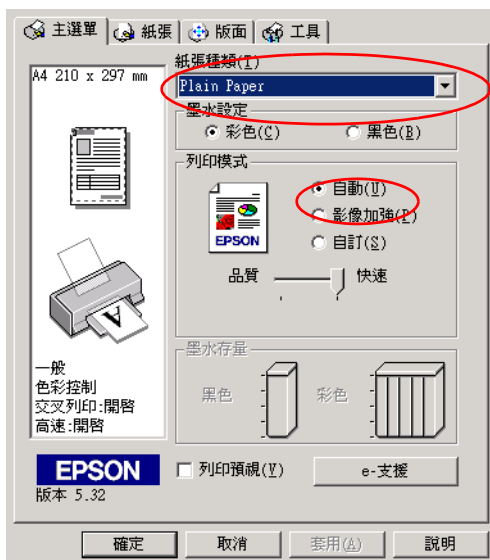 主選單 紙張 版面 工具
A4 210 x 297 mm
紙張種類(T)
Plain Paper
墨水設定
彩色(C) 黑色(B)
列印模式
自動(U)
影像加強(P)
自訂(S)
EPSON
品質 快速
A
一般
色彩控制
交叉列印:開啓
高速:開啓
墨水存量
黑色 彩色
EPSON
版本 5.32
列印預視(V) e-支援
確定 取消 套用(A) 說明